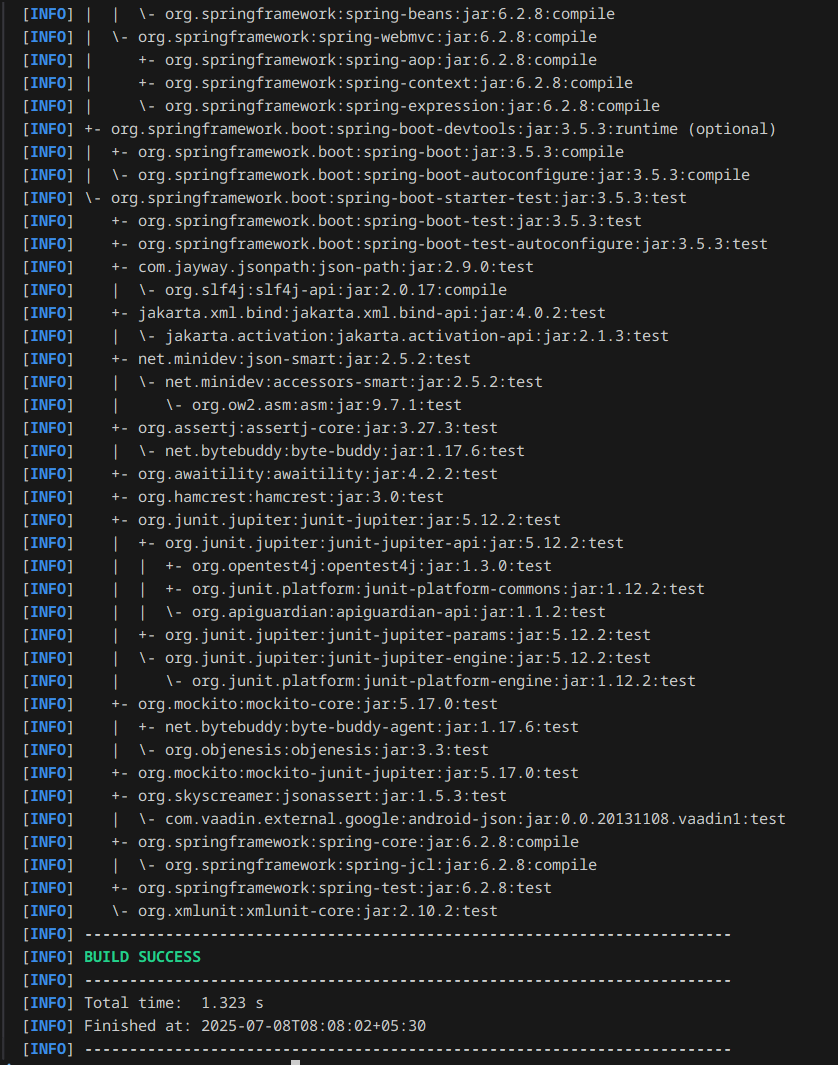 [INFO] |  |  \- org.springframework:spring-beans:jar:6.2.8:compile
[INFO] |  \- org.springframework:spring-webmvc:jar:6.2.8:compile
[INFO] |     +- org.springframework:spring-aop:jar:6.2.8:compile
[INFO] |     +- org.springframework:spring-context:jar:6.2.8:compile
[INFO] |     \- org.springframework:spring-expression:jar:6.2.8:compile
[INFO] +- org.springframework.boot:spring-boot-devtools:jar:3.5.3:runtime (optional)
[INFO] |  +- org.springframework.boot:spring-boot:jar:3.5.3:compile
[INFO] |  \- org.springframework.boot:spring-boot-autoconfigure:jar:3.5.3:compile
[INFO] \- org.springframework.boot:spring-boot-starter-test:jar:3.5.3:test
[INFO]    +- org.springframework.boot:spring-boot-test:jar:3.5.3:test
[INFO]    +- org.springframework.boot:spring-boot-test-autoconfigure:jar:3.5.3:test
[INFO]    +- com.jayway.jsonpath:json-path:jar:2.9.0:test
[INFO]    |  \- org.slf4j:slf4j-api:jar:2.0.17:compile
[INFO]    +- jakarta.xml.bind:jakarta.xml.bind-api:jar:4.0.2:test
[INFO]    |  \- jakarta.activation:jakarta.activation-api:jar:2.1.3:test
[INFO]    +- net.minidev:json-smart:jar:2.5.2:test
[INFO]    |  \- net.minidev:accessors-smart:jar:2.5.2:test
[INFO]    |     \- org.ow2.asm:asm:jar:9.7.1:test
[INFO]    +- org.assertj:assertj-core:jar:3.27.3:test
[INFO]    |  \- net.bytebuddy:byte-buddy:jar:1.17.6:test
[INFO]    +- org.awaitility:awaitility:jar:4.2.2:test
[INFO]    +- org.hamcrest:hamcrest:jar:3.0:test
[INFO]    +- org.junit.jupiter:junit-jupiter:jar:5.12.2:test
[INFO]    |  +- org.junit.jupiter:junit-jupiter-api:jar:5.12.2:test
[INFO]    |  |  +- org.opentest4j:opentest4j:jar:1.3.0:test
[INFO]    |  |  +- org.junit.platform:junit-platform-commons:jar:1.12.2:test
[INFO]    |  |  \- org.apiguardian:apiguardian-api:jar:1.1.2:test
[INFO]    |  +- org.junit.jupiter:junit-jupiter-params:jar:5.12.2:test
[INFO]    |  \- org.junit.jupiter:junit-jupiter-engine:jar:5.12.2:test
[INFO]    |     \- org.junit.platform:junit-platform-engine:jar:1.12.2:test
[INFO]    +- org.mockito:mockito-core:jar:5.17.0:test
[INFO]    |  +- net.bytebuddy:byte-buddy-agent:jar:1.17.6:test
[INFO]    |  \- org.objenesis:objenesis:jar:3.3:test
[INFO]    +- org.mockito:mockito-junit-jupiter:jar:5.17.0:test
[INFO]    +- org.skyscreamer:jsonassert:jar:1.5.3:test
[INFO]    |  \- com.vaadin.external.google:android-json:jar:0.0.20131108.vaadin1:test
[INFO]    +- org.springframework:spring-core:jar:6.2.8:compile
[INFO]    |  \- org.springframework:spring-jcl:jar:6.2.8:compile
[INFO]    +- org.springframework:spring-test:jar:6.2.8:test
[INFO]    \- org.xmlunit:xmlunit-core:jar:2.10.2:test
[INFO] ------------------------------------------------------------------------
[INFO] BUILD SUCCESS
[INFO] ------------------------------------------------------------------------
[INFO] Total time:  1.323 s
[INFO] Finished at: 2025-07-08T08:08:02+05:30
[INFO] ------------------------------------------------------------------------